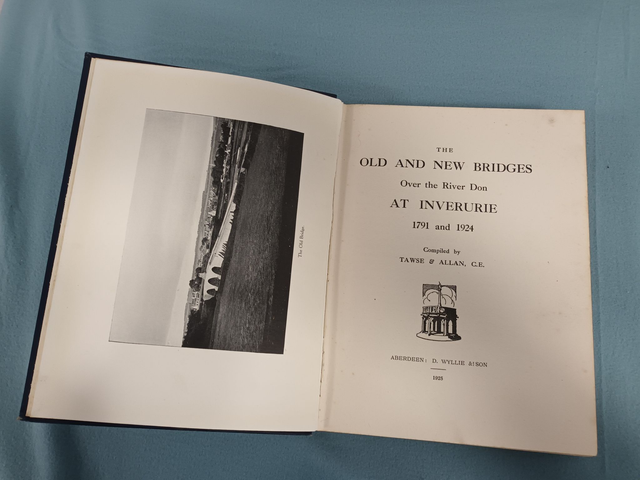 The Old Bridge.
THE
OLD AND NEW BRIDGES
Over the River Don
AT INVERURIE
1791 and 1924
Compiled by
TAWSE & ALLAN, C.E.
ABERDEEN: D. WYLLIE & SON
1925